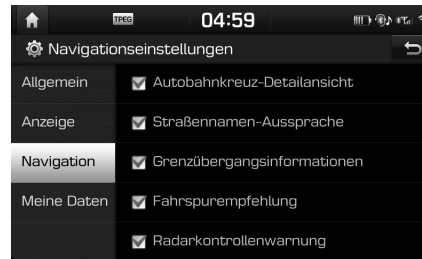 TPEG 04:59
Navigationseinstellungen
Allgemein Autobahnkreuz-Detailansicht
Anzeige Straßennamen-Aussprache
Navigation Grenzübergangsinformationen
Meine Daten Fahrspurempfehlung
Radarkontrollenwarnung